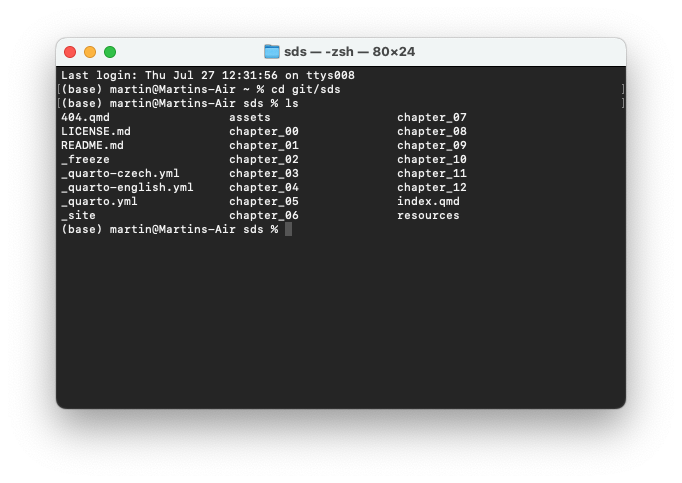 sds — -zsh — 80×24
Last login: Thu Jul 27 12:31:56 on ttys008
[(base) martin@Martins-Air ~ % cd git/sds ]
[(base) martin@Martins-Air sds % ls ]
404.qmd assets chapter_07
LICENSE.md chapter_00 chapter_08
README.md chapter_01 chapter_09
_freeze chapter_02 chapter_10
_quarto-czech.yml chapter_03 chapter_11
_quarto-english.yml chapter_04 chapter_12
_quarto.yml chapter_05 index.qmd
_site chapter_06 resources
(base) martin@Martins-Air sds %